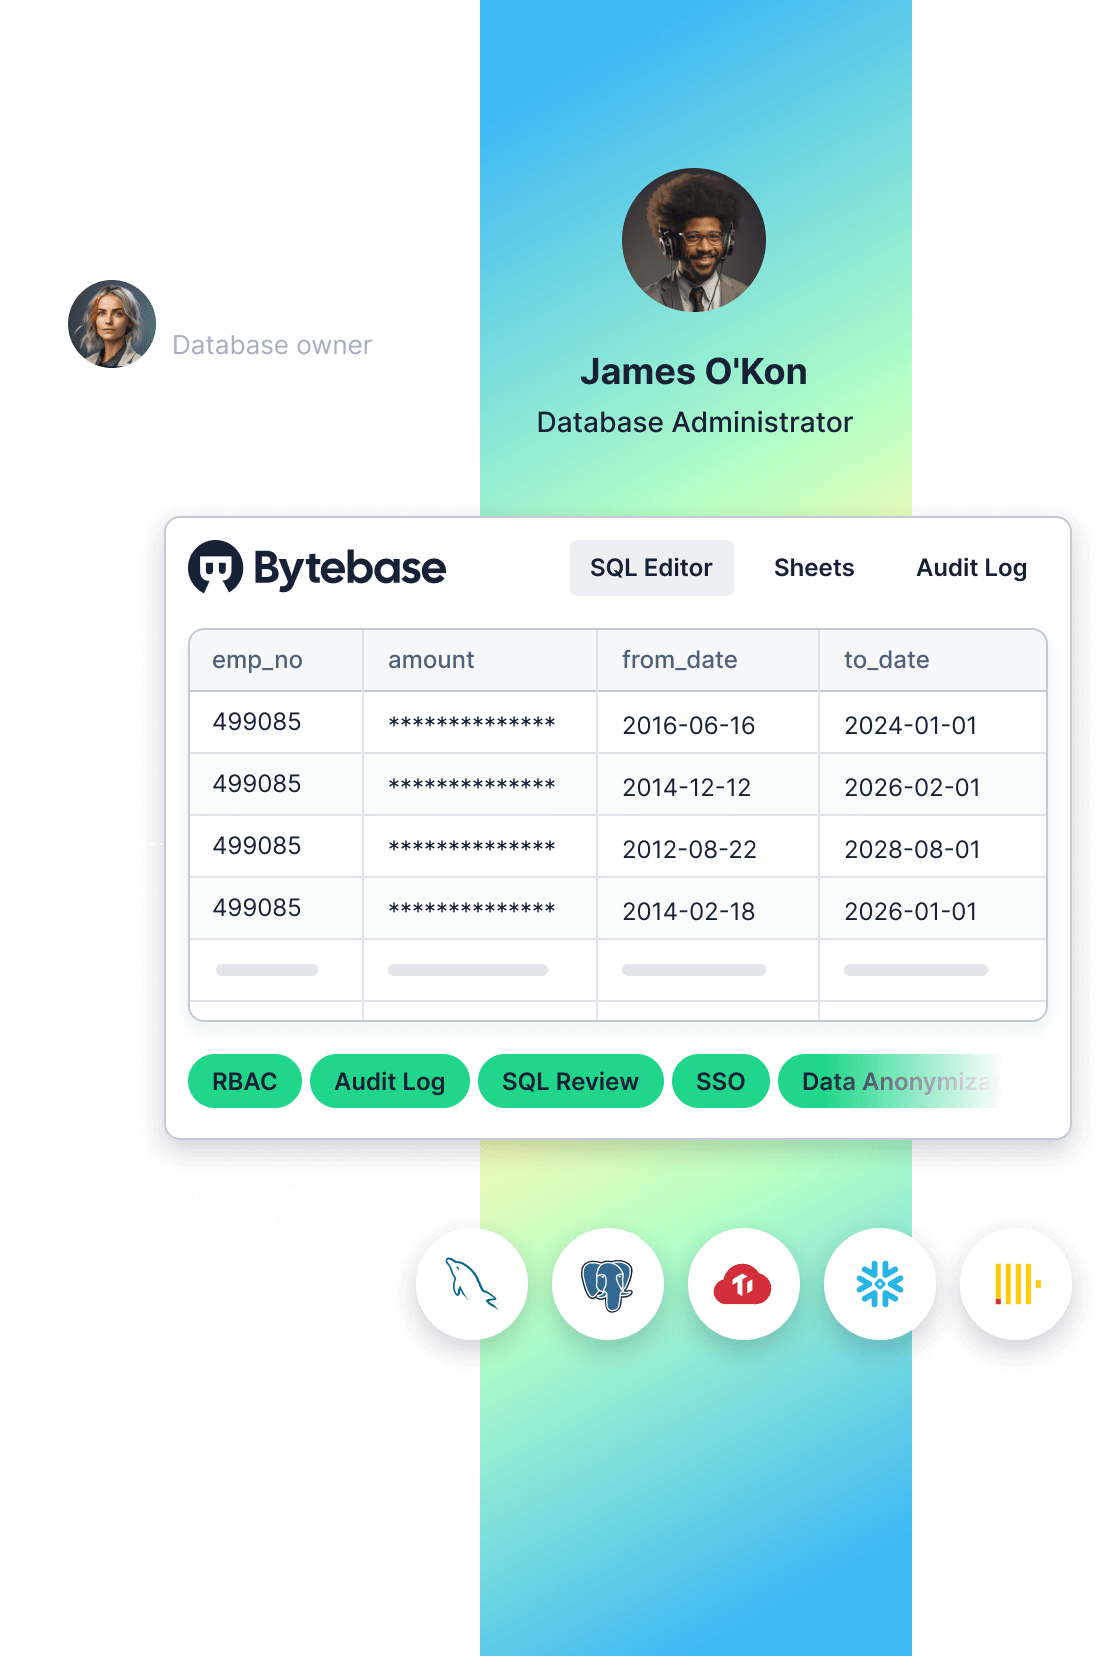 Database owner
James O'Kon
Database Administrator
Bytebase
SQL Editor
Sheets
Audit Log
emp_no amount from_date to_date
499085 ************** 2016-06-16 2024-01-01
499085 ************** 2014-12-12 2026-02-01
499085 ************** 2012-08-22 2028-08-01
499085 ************** 2014-02-18 2026-01-01
RBAC
Audit Log
SQL Review
SSO
Data Anonymiza